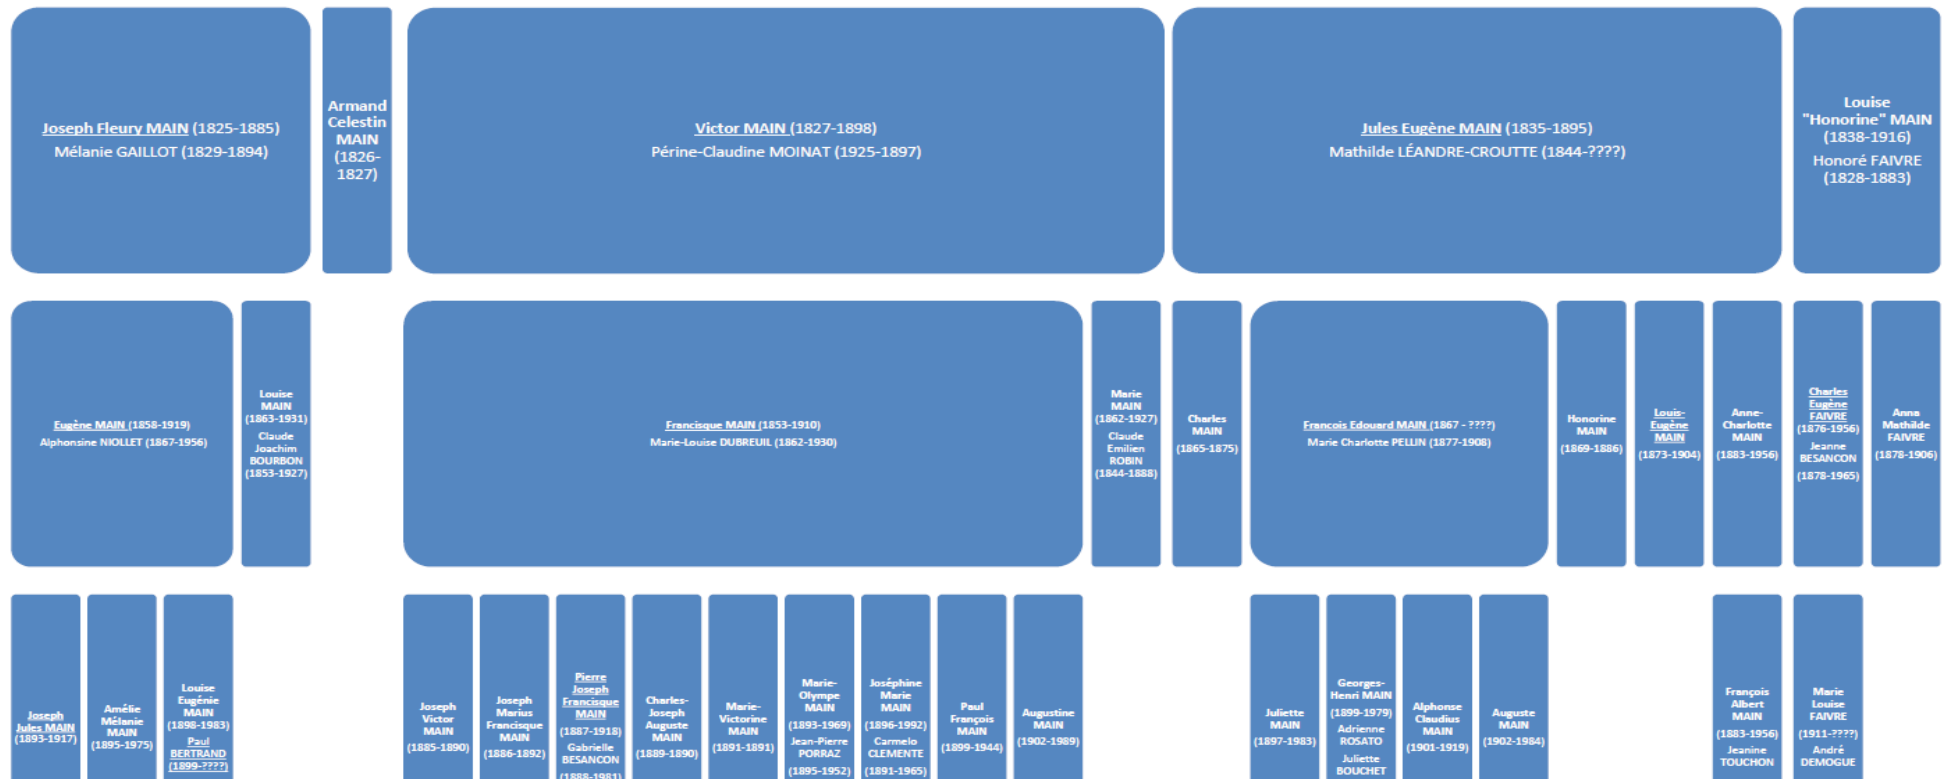 Joseph Fleury MAIN (1825-1885)
Mélanie GAILLOT (1829-1894)
Armand
Celestin
MAIN
(1826-
1827)
Victor MAIN (1827-1898)
Périne-Claudine MOINAT (1925-1897)
Jules Eugène MAIN (1835-1895)
Mathilde LÉANDRE-CROUTTE (1844-????)
Louise
"Honorine" MAIN
(1838-1916)
Honoré FAIVRE
(1828-1883)
Eugène MAIN (1858-1919)
Alphonsine NIOLLET (1867-1956)
Louise
MAIN
(1863-1931)
Claude
Joachim
BOURBON
(1853-1927)
Francisque MAIN (1853-1910)
Marie-Louise DUBREUIL (1862-1930)
Marie
MAIN
(1862-1927)
Claude
Emilien
ROBIN
(1844-1888)
Charles
MAIN
(1865-1875)
Francois Edouard MAIN (1867 - ????)
Marie Charlotte PELLIN (1877-1908)
Honorine
MAIN
(1869-1886)
Louis-
Eugène
MAIN
(1873-1904)
Anne-
Charlotte
MAIN
(1883-1956)
Charles
Eugène
FAIVRE
(1876-1956)
Jeanne
BESANCON
(1878-1965)
Anna
Mathilde
FAIVRE
(1878-1906)
Joseph
Jules MAIN
(1893-1917)
Amélie
Mélanie
MAIN
(1895-1975)
Louise
Eugénie
MAIN
(1898-1983)
Paul
BERTRAND
(1899-????)
Joseph
Victor
MAIN
(1885-1890)
Joseph
Marius
Francisque
MAIN
(1886-1892)
Pierre
Joseph
Francisque
MAIN
(1887-1918)
Gabrielle
BESANCON
(1888-1981)
Charles-
Joseph
Auguste
MAIN
(1889-1890)
Marie-
Victorine
MAIN
(1891-1891)
Marie-
Olympe
MAIN
(1893-1969)
Jean-Pierre
PORRAZ
(1895-1952)
Joséphine
Marie
MAIN
(1896-1992)
Carmelo
CLEMENTE
(1891-1965)
Paul
François
MAIN
(1899-1944)
Augustine
MAIN
(1902-1989)
Juliette
MAIN
(1897-1983)
Georges-
Henri MAIN
(1899-1979)
Adrienne
ROSATO
Juliette
BOUCHET
Alphonse
Claudius
MAIN
(1901-1919)
Auguste
MAIN
(1902-1984)
François
Albert
MAIN
(1883-1956)
Jeanine
TOUCHON
Marie
Louise
FAIVRE
(1911-????)
André
DEMOGUE